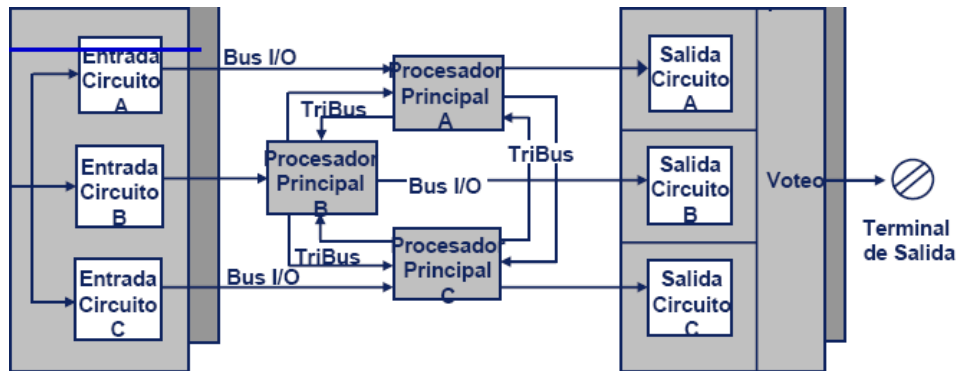 Entrada
Circuito
A
Bus I/O
Procesador
Principal
A
Salida
Circuito
A
TriBus
TriBus
Entrada
Circuito
B
Procesador
Principal
B
Bus I/O
Salida
Circuito
B
Voteo
Terminal
de Salida
TriBus
Entrada
Circuito
C
Bus I/O
Procesador
Principal
C
Salida
Circuito
C